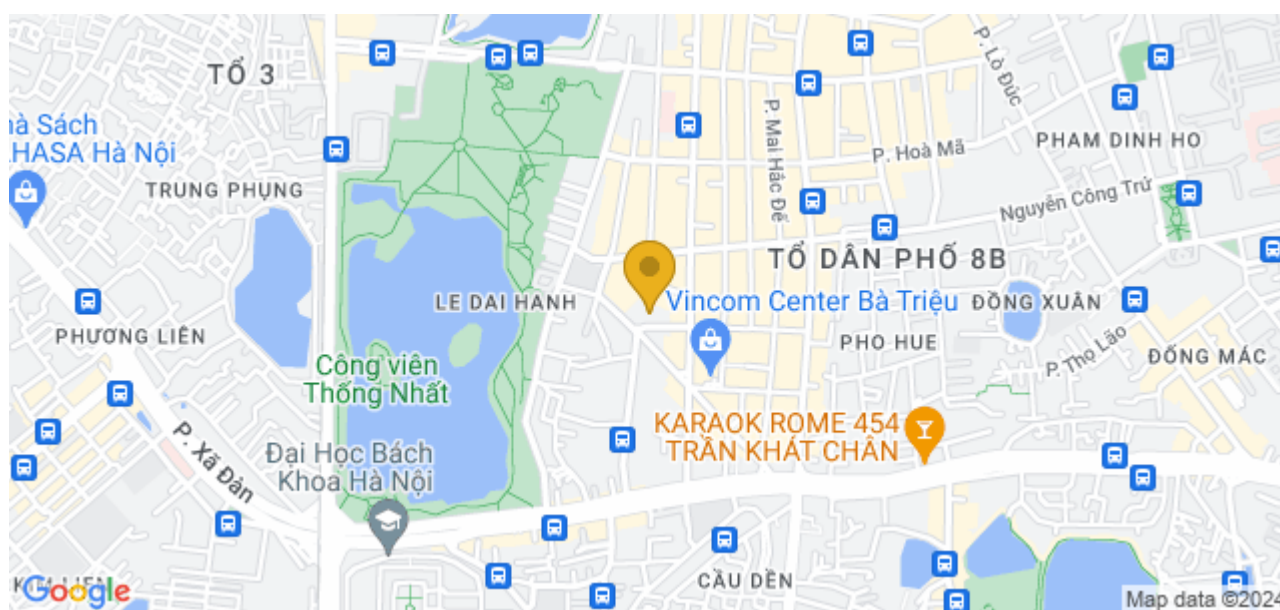 TỔ 3
P. Lò Đúc
P. Mai Hắc Đế
PHAM DINH HO
P. Hoà Mã
à Sách
HASA Hà Nội
TRUNG PHỤNG
Nguyễn Công Trứ
TỔ DÂN PHỐ 8B
LE DAI HANH
Vincom Center Bà Triệu
ĐỒNG XUÂN
PHƯƠNG LIÊN
PHO HUE
P. Thọ Lão
ĐỐNG MÁC
Công viên
Thống Nhất
KARAOK ROME 454
TRẦN KHÁT CHÂN
P. Xã Đàn
Đại Học Bách
Khoa Hà Nội
CẦU DỀN
Google
Map data ©2024